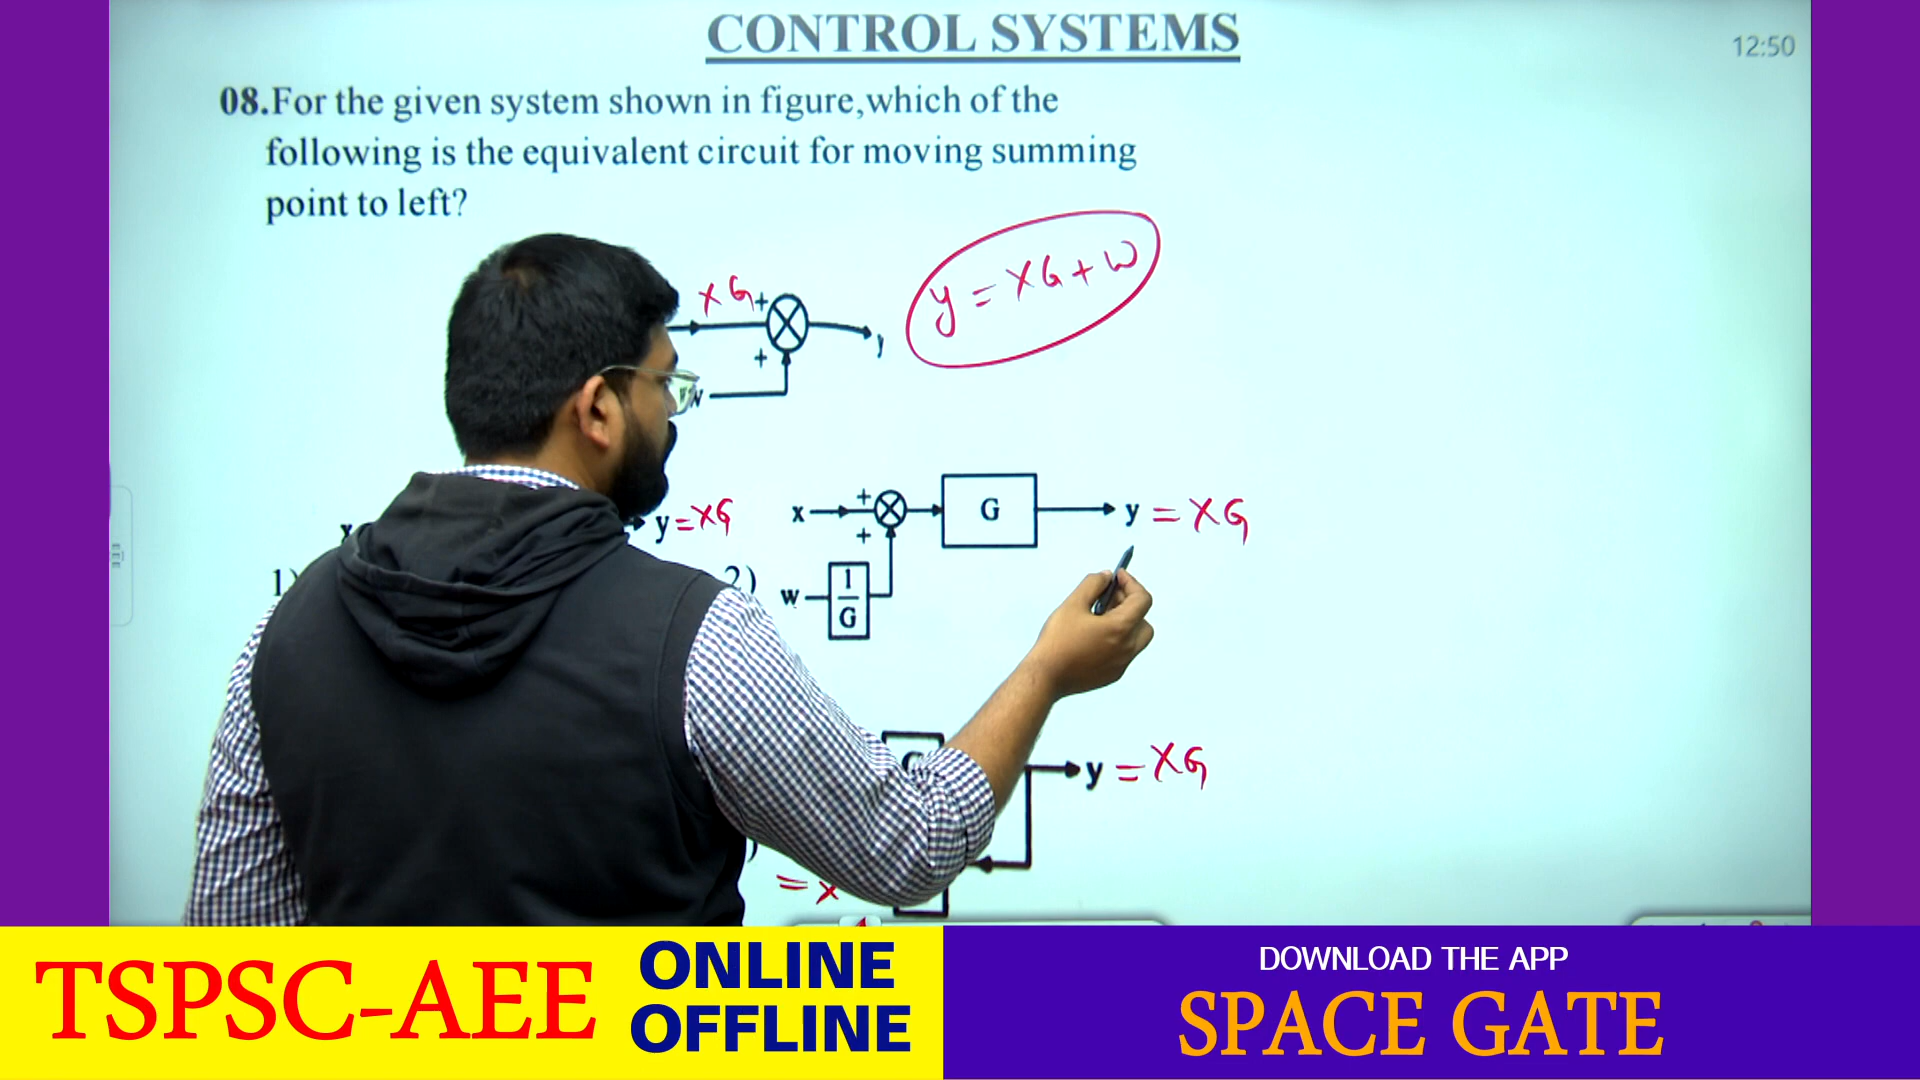 CONTROL SYSTEMS
12:50
08.For the given system shown in figure,which of the
following is the equivalent circuit for moving summing
point to left?
y = XG + W
XG
+
+
y
w
x
y =XG
x
+
+
G
y = XG
1)
2)
w
1
G
y = XG
)
= x
TSPSC-AEE
ONLINE
OFFLINE
DOWNLOAD THE APP
SPACE GATE